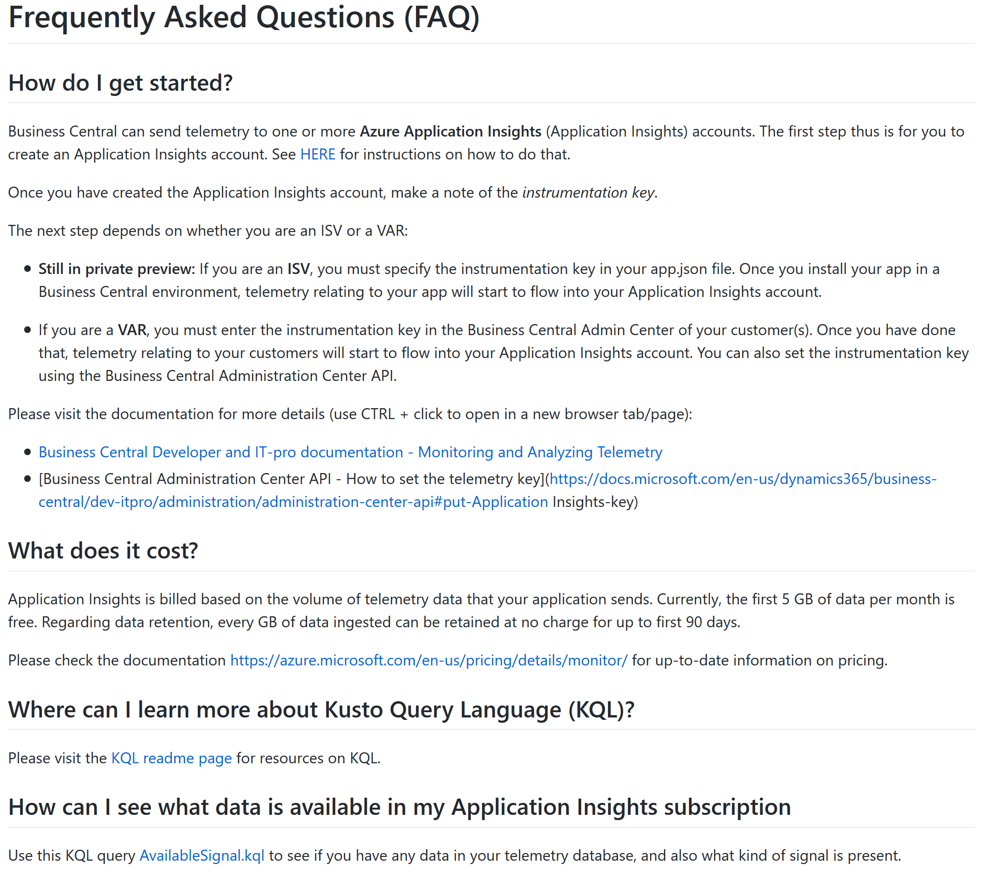 Frequently Asked Questions (FAQ)
How do I get started?
Business Central can send telemetry to one or more Azure Application Insights (Application Insights) accounts. The first step thus is for you to
create an Application Insights account. See HERE for instructions on how to do that.
Once you have created the Application Insights account, make a note of the instrumentation key.
The next step depends on whether you are an ISV or a VAR:
• Still in private preview: If you are an ISV, you must specify the instrumentation key in your app.json file. Once you install your app in a
Business Central environment, telemetry relating to your app will start to flow into your Application Insights account.
• If you are a VAR, you must enter the instrumentation key in the Business Central Admin Center of your customer(s). Once you have done
that, telemetry relating to your customers will start to flow into your Application Insights account. You can also set the instrumentation key
using the Business Central Administration Center API.
Please visit the documentation for more details (use CTRL + click to open in a new browser tab/page):
• Business Central Developer and IT-pro documentation - Monitoring and Analyzing Telemetry
• [Business Central Administration Center API - How to set the telemetry key](https://docs.microsoft.com/en-us/dynamics365/business-
central/dev-itpro/administration/administration-center-api#put-Application Insights-key)
What does it cost?
Application Insights is billed based on the volume of telemetry data that your application sends. Currently, the first 5 GB of data per month is
free. Regarding data retention, every GB of data ingested can be retained at no charge for up to first 90 days.
Please check the documentation https://azure.microsoft.com/en-us/pricing/details/monitor/ for up-to-date information on pricing.
Where can I learn more about Kusto Query Language (KQL)?
Please visit the KQL readme page for resources on KQL.
How can I see what data is available in my Application Insights subscription
Use this KQL query AvailableSignal.kql to see if you have any data in your telemetry database, and also what kind of signal is present.